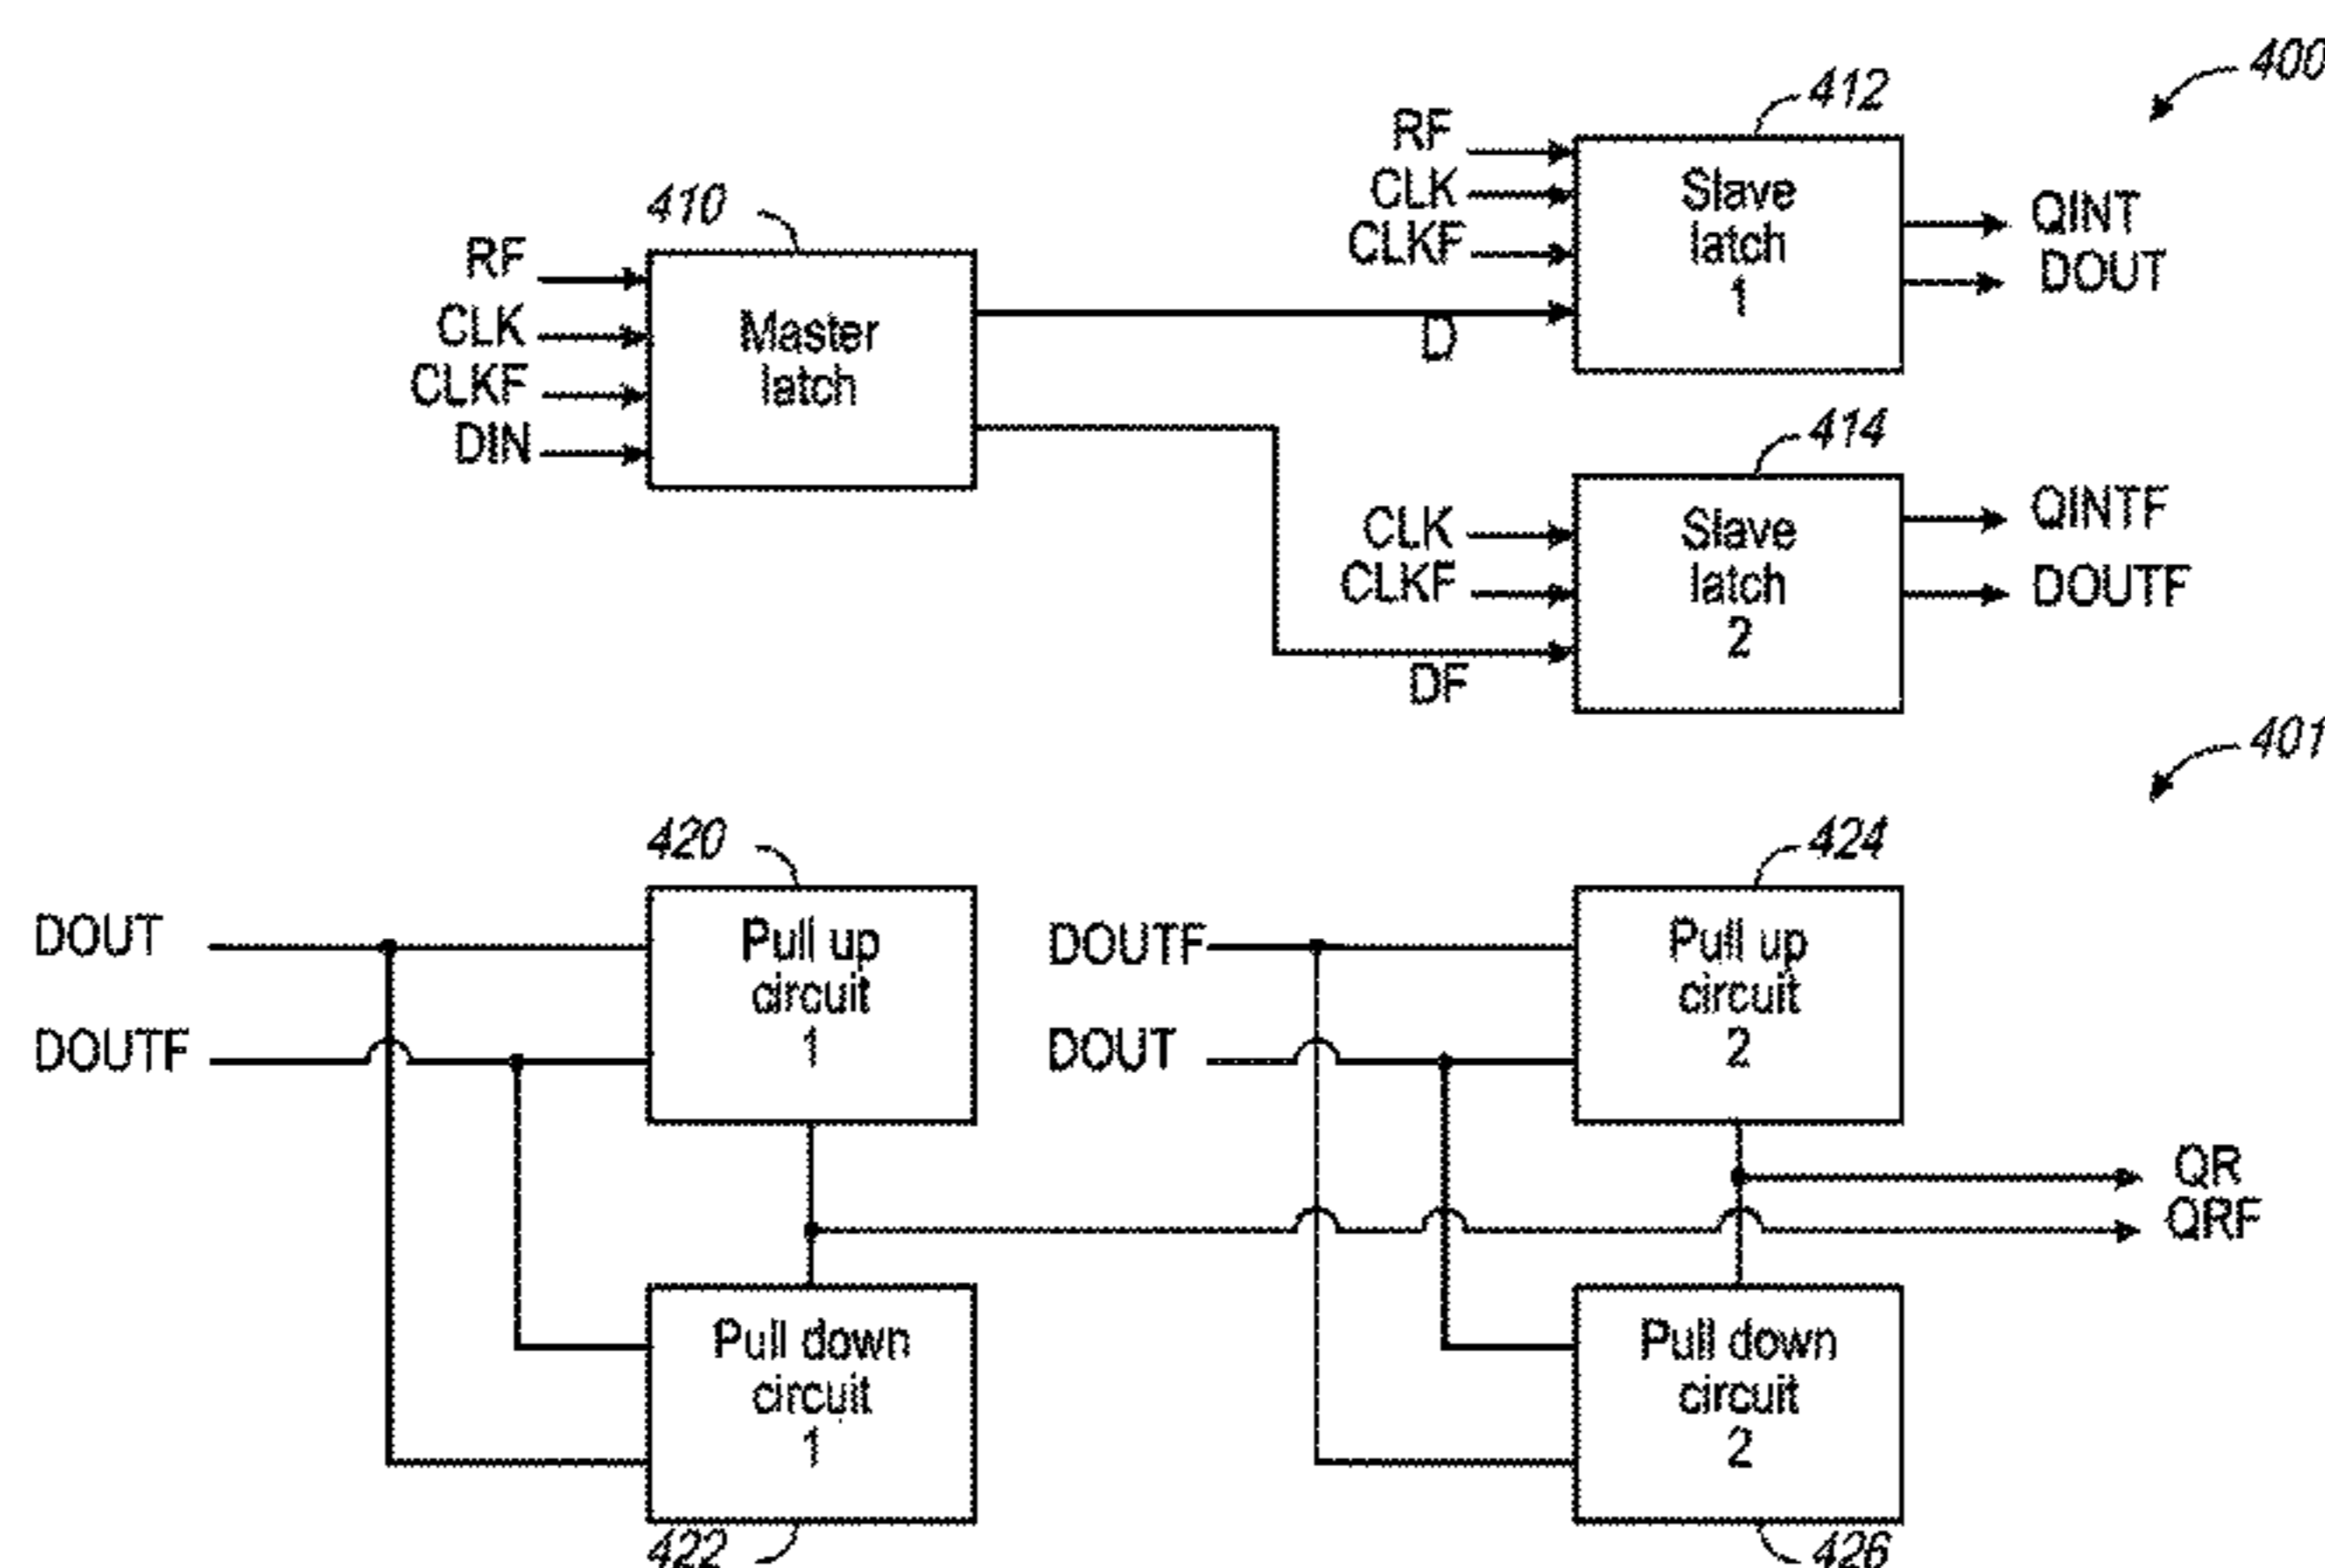 400
412
RF
CLK
CLKF
Slave
latch
1
QINT
DOUT
410
RF
CLK
CLKF
DIN
Master
latch
D
414
CLK
CLKF
DF
Slave
latch
2
QINTF
DOUTF
401
420
DOUT
DOUTF
Pull up
circuit
1
424
DOUTF
DOUT
Pull up
circuit
2
QR
QRF
Pull down
circuit
1
422
Pull down
circuit
2
426